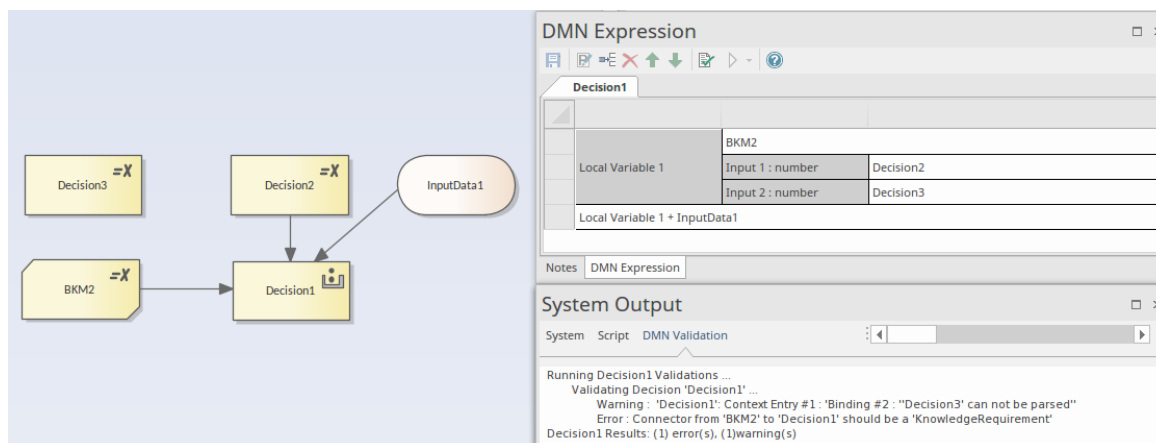 Decision3
=X
Decision2
=X
InputData1
BKM2
=X
Decision1
DMN Expression
Decision1
BKM2
Local Variable 1
Input 1 : number
Decision2
Input 2 : number
Decision3
Local Variable 1 + InputData1
Notes
DMN Expression
System Output
System
Script
DMN Validation
Running Decision1 Validations ...
Validating Decision 'Decision1' ...
Warning : 'Decision1': Context Entry #1 : 'Binding #2 : ''Decision3' can not be parsed''
Error : Connector from 'BKM2' to 'Decision1' should be a 'KnowledgeRequirement'
Decision1 Results: (1) error(s), (1)warning(s)